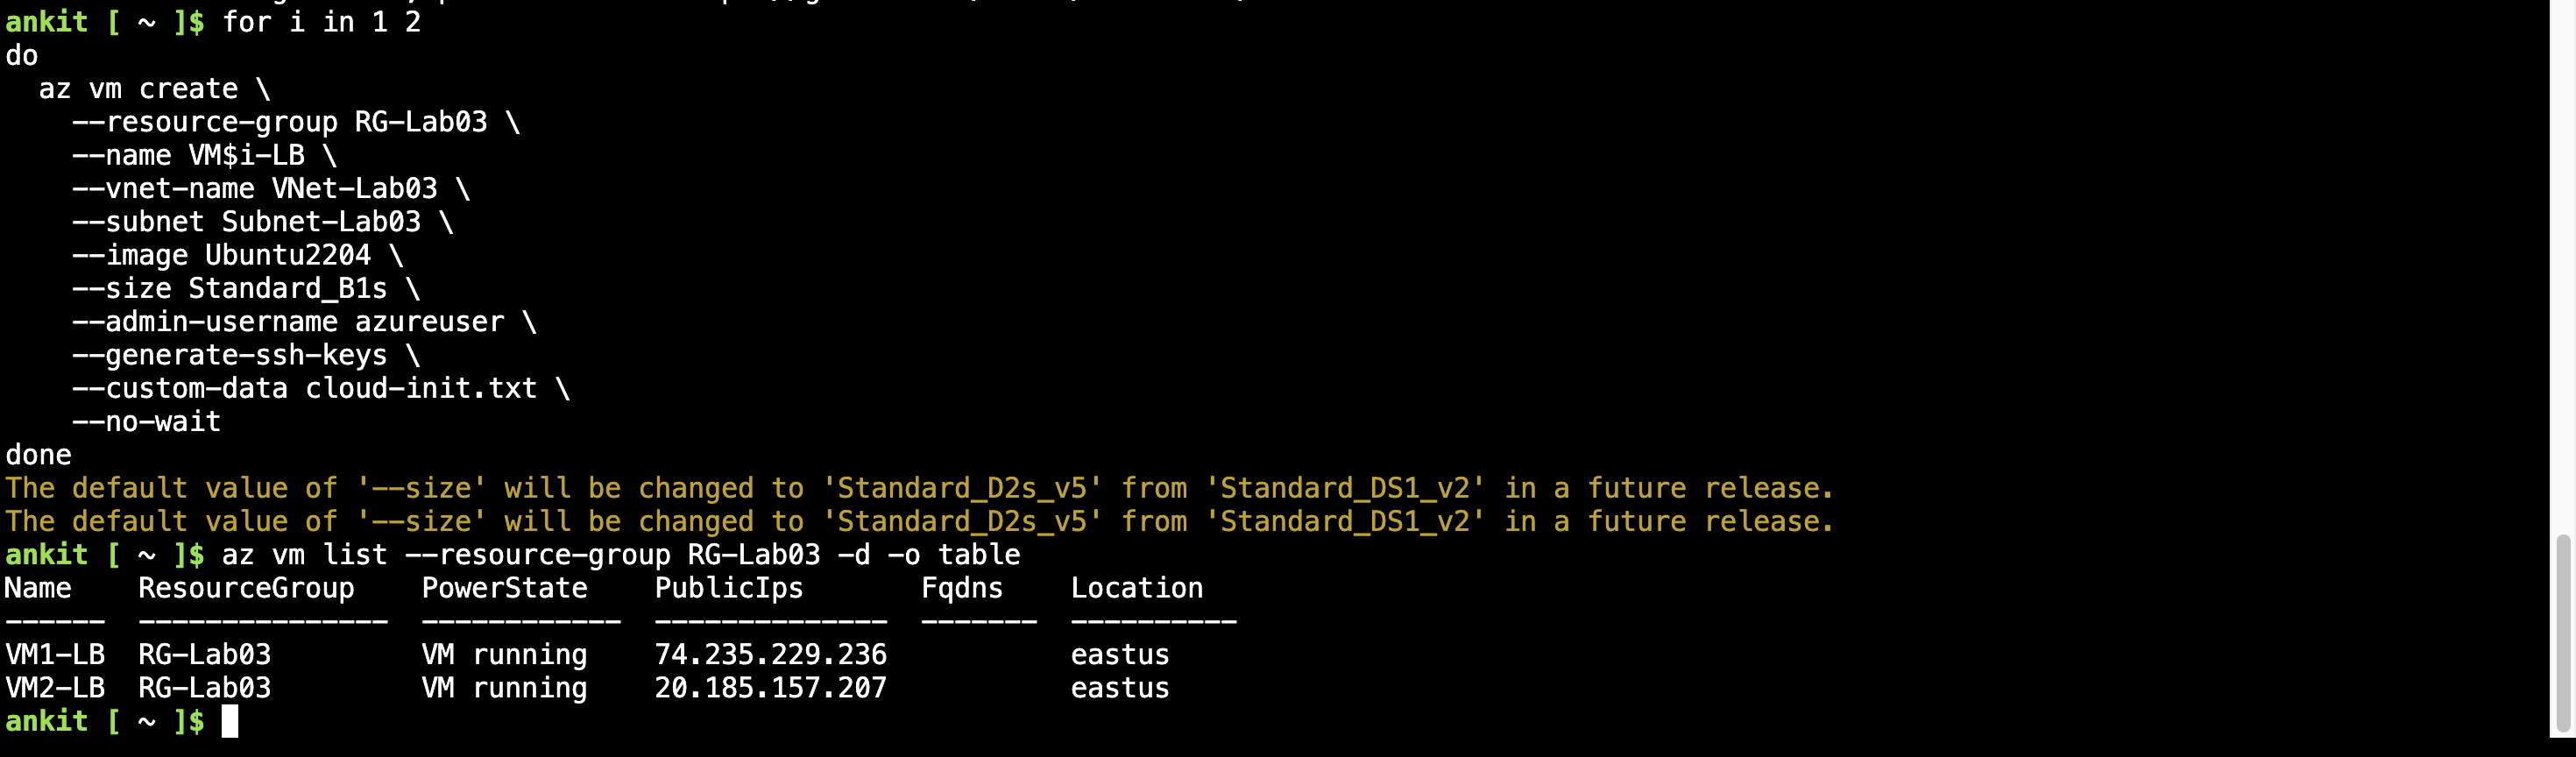 ankit [ ~ ]$ for i in 1 2
do
  az vm create \
    --resource-group RG-Lab03 \
    --name VM$i-LB \
    --vnet-name VNet-Lab03 \
    --subnet Subnet-Lab03 \
    --image Ubuntu2204 \
    --size Standard_B1s \
    --admin-username azureuser \
    --generate-ssh-keys \
    --custom-data cloud-init.txt \
    --no-wait
done
The default value of '--size' will be changed to 'Standard_D2s_v5' from 'Standard_DS1_v2' in a future release.
The default value of '--size' will be changed to 'Standard_D2s_v5' from 'Standard_DS1_v2' in a future release.
ankit [ ~ ]$ az vm list --resource-group RG-Lab03 -d -o table
Name    ResourceGroup    PowerState    PublicIps       Fqdns    Location
------  ---------------  ------------  --------------  -------  ----------
VM1-LB  RG-Lab03         VM running    74.235.229.236           eastus
VM2-LB  RG-Lab03         VM running    20.185.157.207           eastus
ankit [ ~ ]$